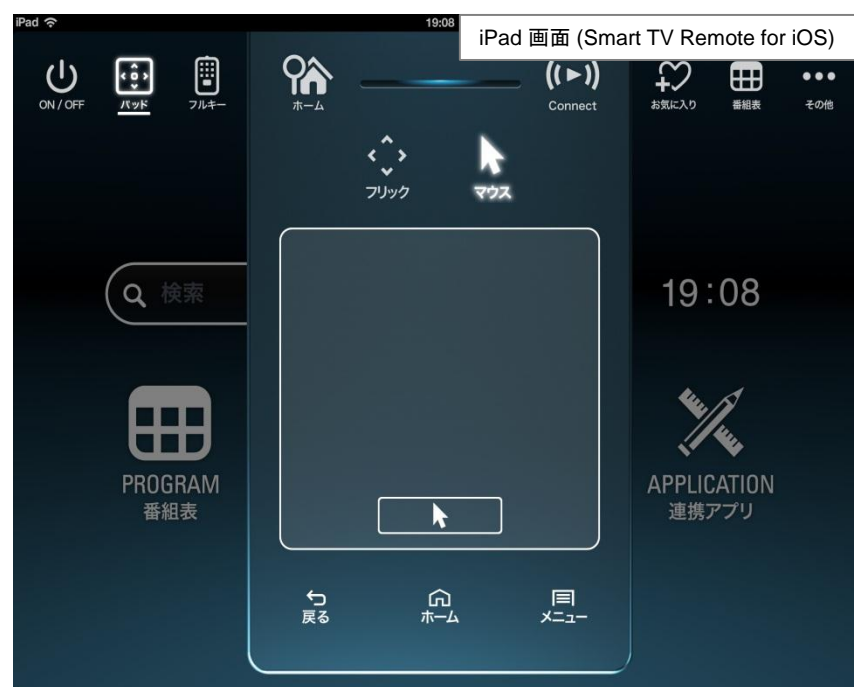 iPad
19:08
iPad 画面 (Smart TV Remote for iOS)
ON / OFF
パッド
フルキー
ホーム
Connect
お気に入り
番組表
その他
フリック
マウス
検索
19:08
PROGRAM
番組表
APPLICATION
連携アプリ
戻る
ホーム
メニュー